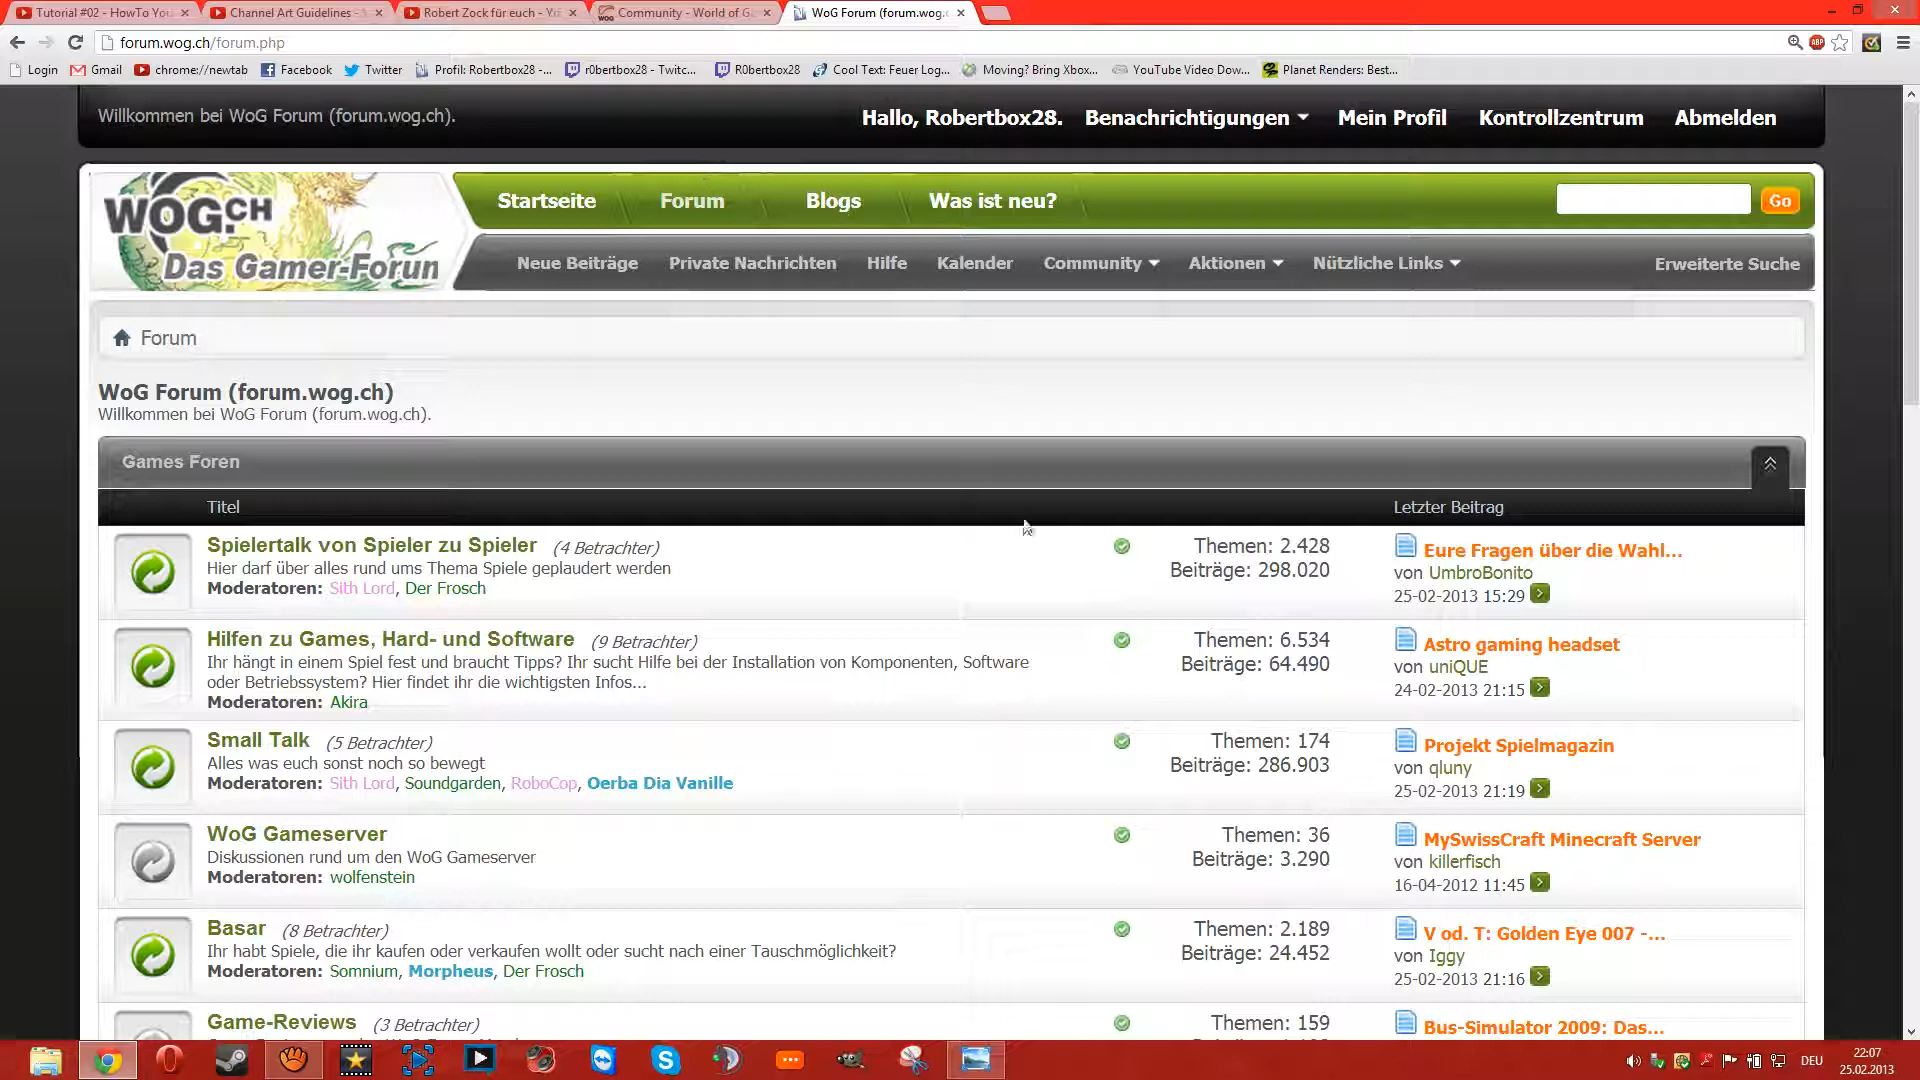 Tutorial #02 - HowTo You
Channel Art Guidelines -
Robert Zock für euch - Yo
Community - World of Ga
WoG Forum (forum.wog.c
forum.wog.ch/forum.php
Login
Gmail
chrome://newtab
Facebook
Twitter
Profil: Robertbox28 -...
r0bertbox28 - Twitc...
R0bertbox28
Cool Text: Feuer Log...
Moving? Bring Xbox...
YouTube Video Dow...
Planet Renders: Best...
Willkommen bei WoG Forum (forum.wog.ch).
Hallo, Robertbox28. Benachrichtigungen Mein Profil Kontrollzentrum Abmelden
WOG.CH
Das Gamer-Forun
Startseite Forum Blogs Was ist neu? Go
Neue Beiträge Private Nachrichten Hilfe Kalender Community Aktionen Nützliche Links Erweiterte Suche
Forum
WoG Forum (forum.wog.ch)
Willkommen bei WoG Forum (forum.wog.ch).
Games Foren
Titel Letzter Beitrag
Spielertalk von Spieler zu Spieler (4 Betrachter)
Hier darf über alles rund ums Thema Spiele geplaudert werden
Moderatoren: Sith Lord, Der Frosch
Themen: 2.428
Beiträge: 298.020
Eure Fragen über die Wahl...
von UmbroBonito
25-02-2013 15:29
Hilfen zu Games, Hard- und Software (9 Betrachter)
Ihr hängt in einem Spiel fest und braucht Tipps? Ihr sucht Hilfe bei der Installation von Komponenten, Software
oder Betriebssystem? Hier findet ihr die wichtigsten Infos...
Moderatoren: Akira
Themen: 6.534
Beiträge: 64.490
Astro gaming headset
von uniQUE
24-02-2013 21:15
Small Talk (5 Betrachter)
Alles was euch sonst noch so bewegt
Moderatoren: Sith Lord, Soundgarden, RoboCop, Oerba Dia Vanille
Themen: 174
Beiträge: 286.903
Projekt Spielmagazin
von qluny
25-02-2013 21:19
WoG Gameserver
Diskussionen rund um den WoG Gameserver
Moderatoren: wolfenstein
Themen: 36
Beiträge: 3.290
MySwissCraft Minecraft Server
von killerfisch
16-04-2012 11:45
Basar (8 Betrachter)
Ihr habt Spiele, die ihr kaufen oder verkaufen wollt oder sucht nach einer Tauschmöglichkeit?
Moderatoren: Somnium, Morpheus, Der Frosch
Themen: 2.189
Beiträge: 24.452
V od. T: Golden Eye 007 -...
von Iggy
25-02-2013 21:16
Game-Reviews (3 Betrachter)
Themen: 159
Bus-Simulator 2009: Das...
DEU
22:07
25.02.2013